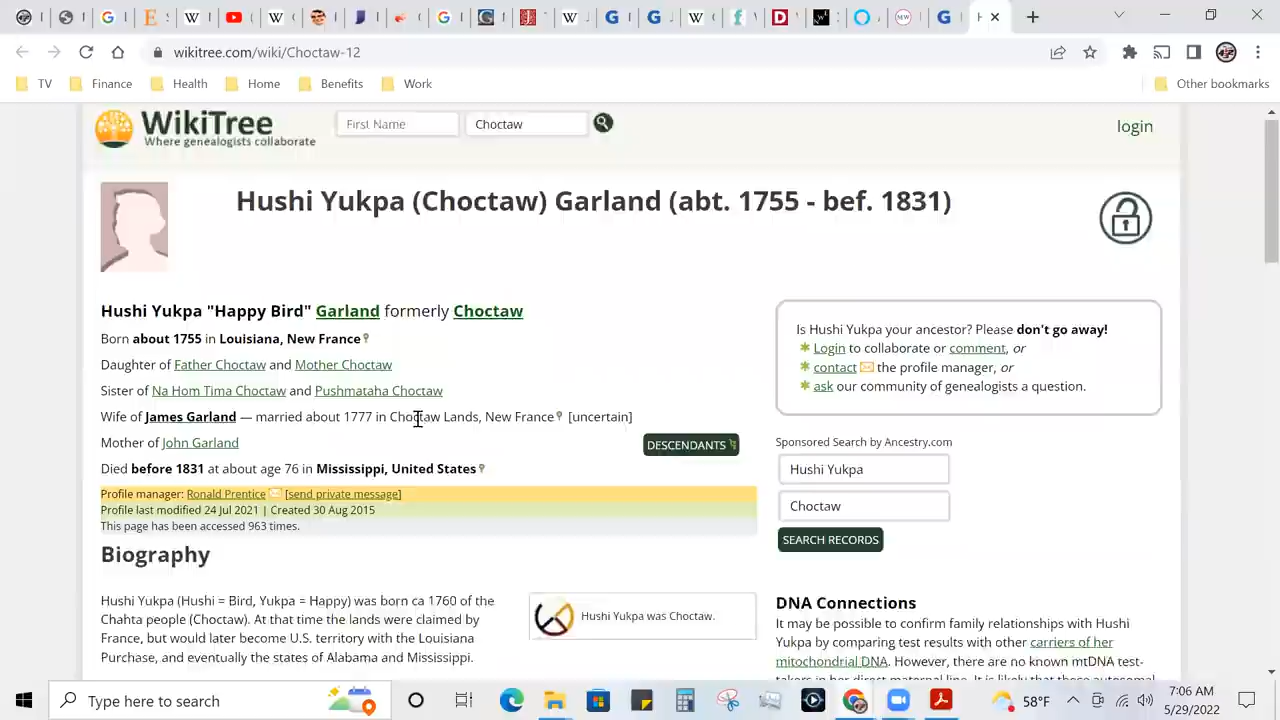 wikitree.com/wiki/Choctaw-12
TV Finance Health Home Benefits Work Other bookmarks
WikiTree
Where genealogists collaborate
First Name Choctaw
login
Hushi Yukpa (Choctaw) Garland (abt. 1755 - bef. 1831)
Hushi Yukpa "Happy Bird" Garland formerly Choctaw
Born about 1755 in Louisiana, New France
Daughter of Father Choctaw and Mother Choctaw
Sister of Na Hom Tima Choctaw and Pushmataha Choctaw
Wife of James Garland — married about 1777 in Choctaw Lands, New France [uncertain]
Mother of John Garland
DESCENDANTS
Died before 1831 at about age 76 in Mississippi, United States
Profile manager: Ronald Prentice [send private message]
Profile last modified 24 Jul 2021 | Created 30 Aug 2015
This page has been accessed 963 times.
Biography
Hushi Yukpa (Hushi = Bird, Yukpa = Happy) was born ca 1760 of the
Chahta people (Choctaw). At that time the lands were claimed by
France, but would later become U.S. territory with the Louisiana
Purchase, and eventually the states of Alabama and Mississippi.
Hushi Yukpa was Choctaw.
Is Hushi Yukpa your ancestor? Please don't go away!
Login to collaborate or comment, or
contact the profile manager, or
ask our community of genealogists a question.
Sponsored Search by Ancestry.com
Hushi Yukpa
Choctaw
SEARCH RECORDS
DNA Connections
It may be possible to confirm family relationships with Hushi
Yukpa by comparing test results with other carriers of her
mitochondrial DNA. However, there are no known mtDNA test-
takers in her direct maternal line. It is likely that these autosomal
Type here to search
58°F
7:06 AM
5/29/2022